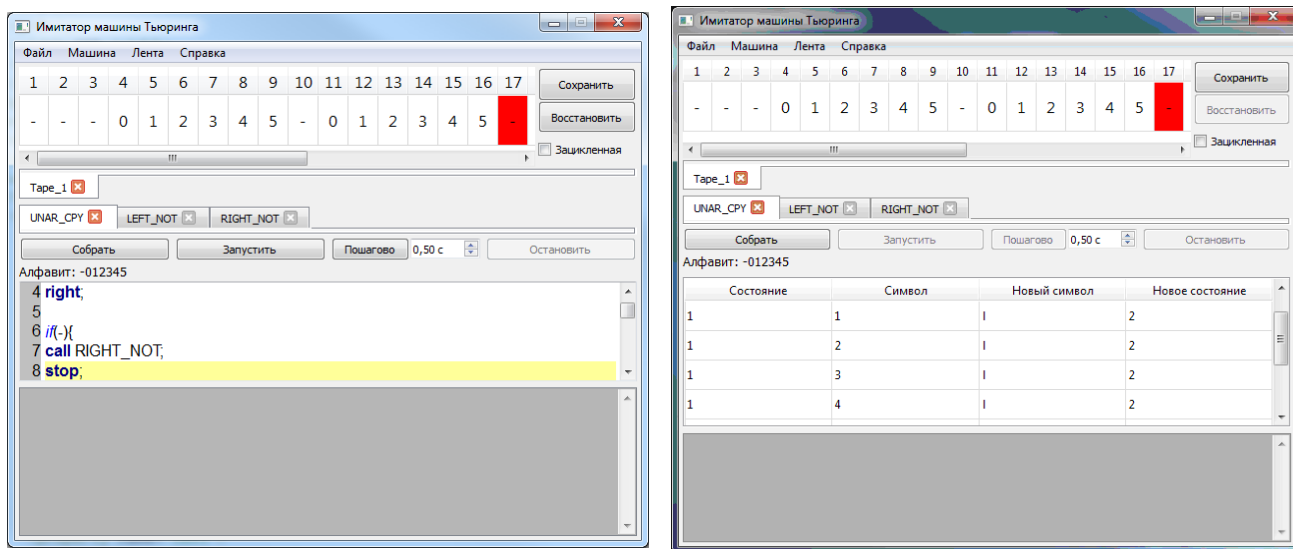 Имитатор машины Тьюринга
Файл Машина Лента Справка
1 2 3 4 5 6 7 8 9 10 11 12 13 14 15 16 17
Сохранить
- - - 0 1 2 3 4 5 - 0 1 2 3 4 5 -
Восстановить
Зацикленная
Tape_1
UNAR_CPY LEFT_NOT RIGHT_NOT
Собрать Запустить Пошагово 0,50 с Остановить
Алфавит: -012345
4 right;
5
6 if(-){
7 call RIGHT_NOT;
8 stop;
Имитатор машины Тьюринга
Файл Машина Лента Справка
1 2 3 4 5 6 7 8 9 10 11 12 13 14 15 16 17
Сохранить
- - - 0 1 2 3 4 5 - 0 1 2 3 4 5 -
Восстановить
Зацикленная
Tape_1
UNAR_CPY LEFT_NOT RIGHT_NOT
Собрать Запустить Пошагово 0,50 с Остановить
Алфавит: -012345
Состояние Символ Новый символ Новое состояние
1 1 l 2
1 2 l 2
1 3 l 2
1 4 l 2